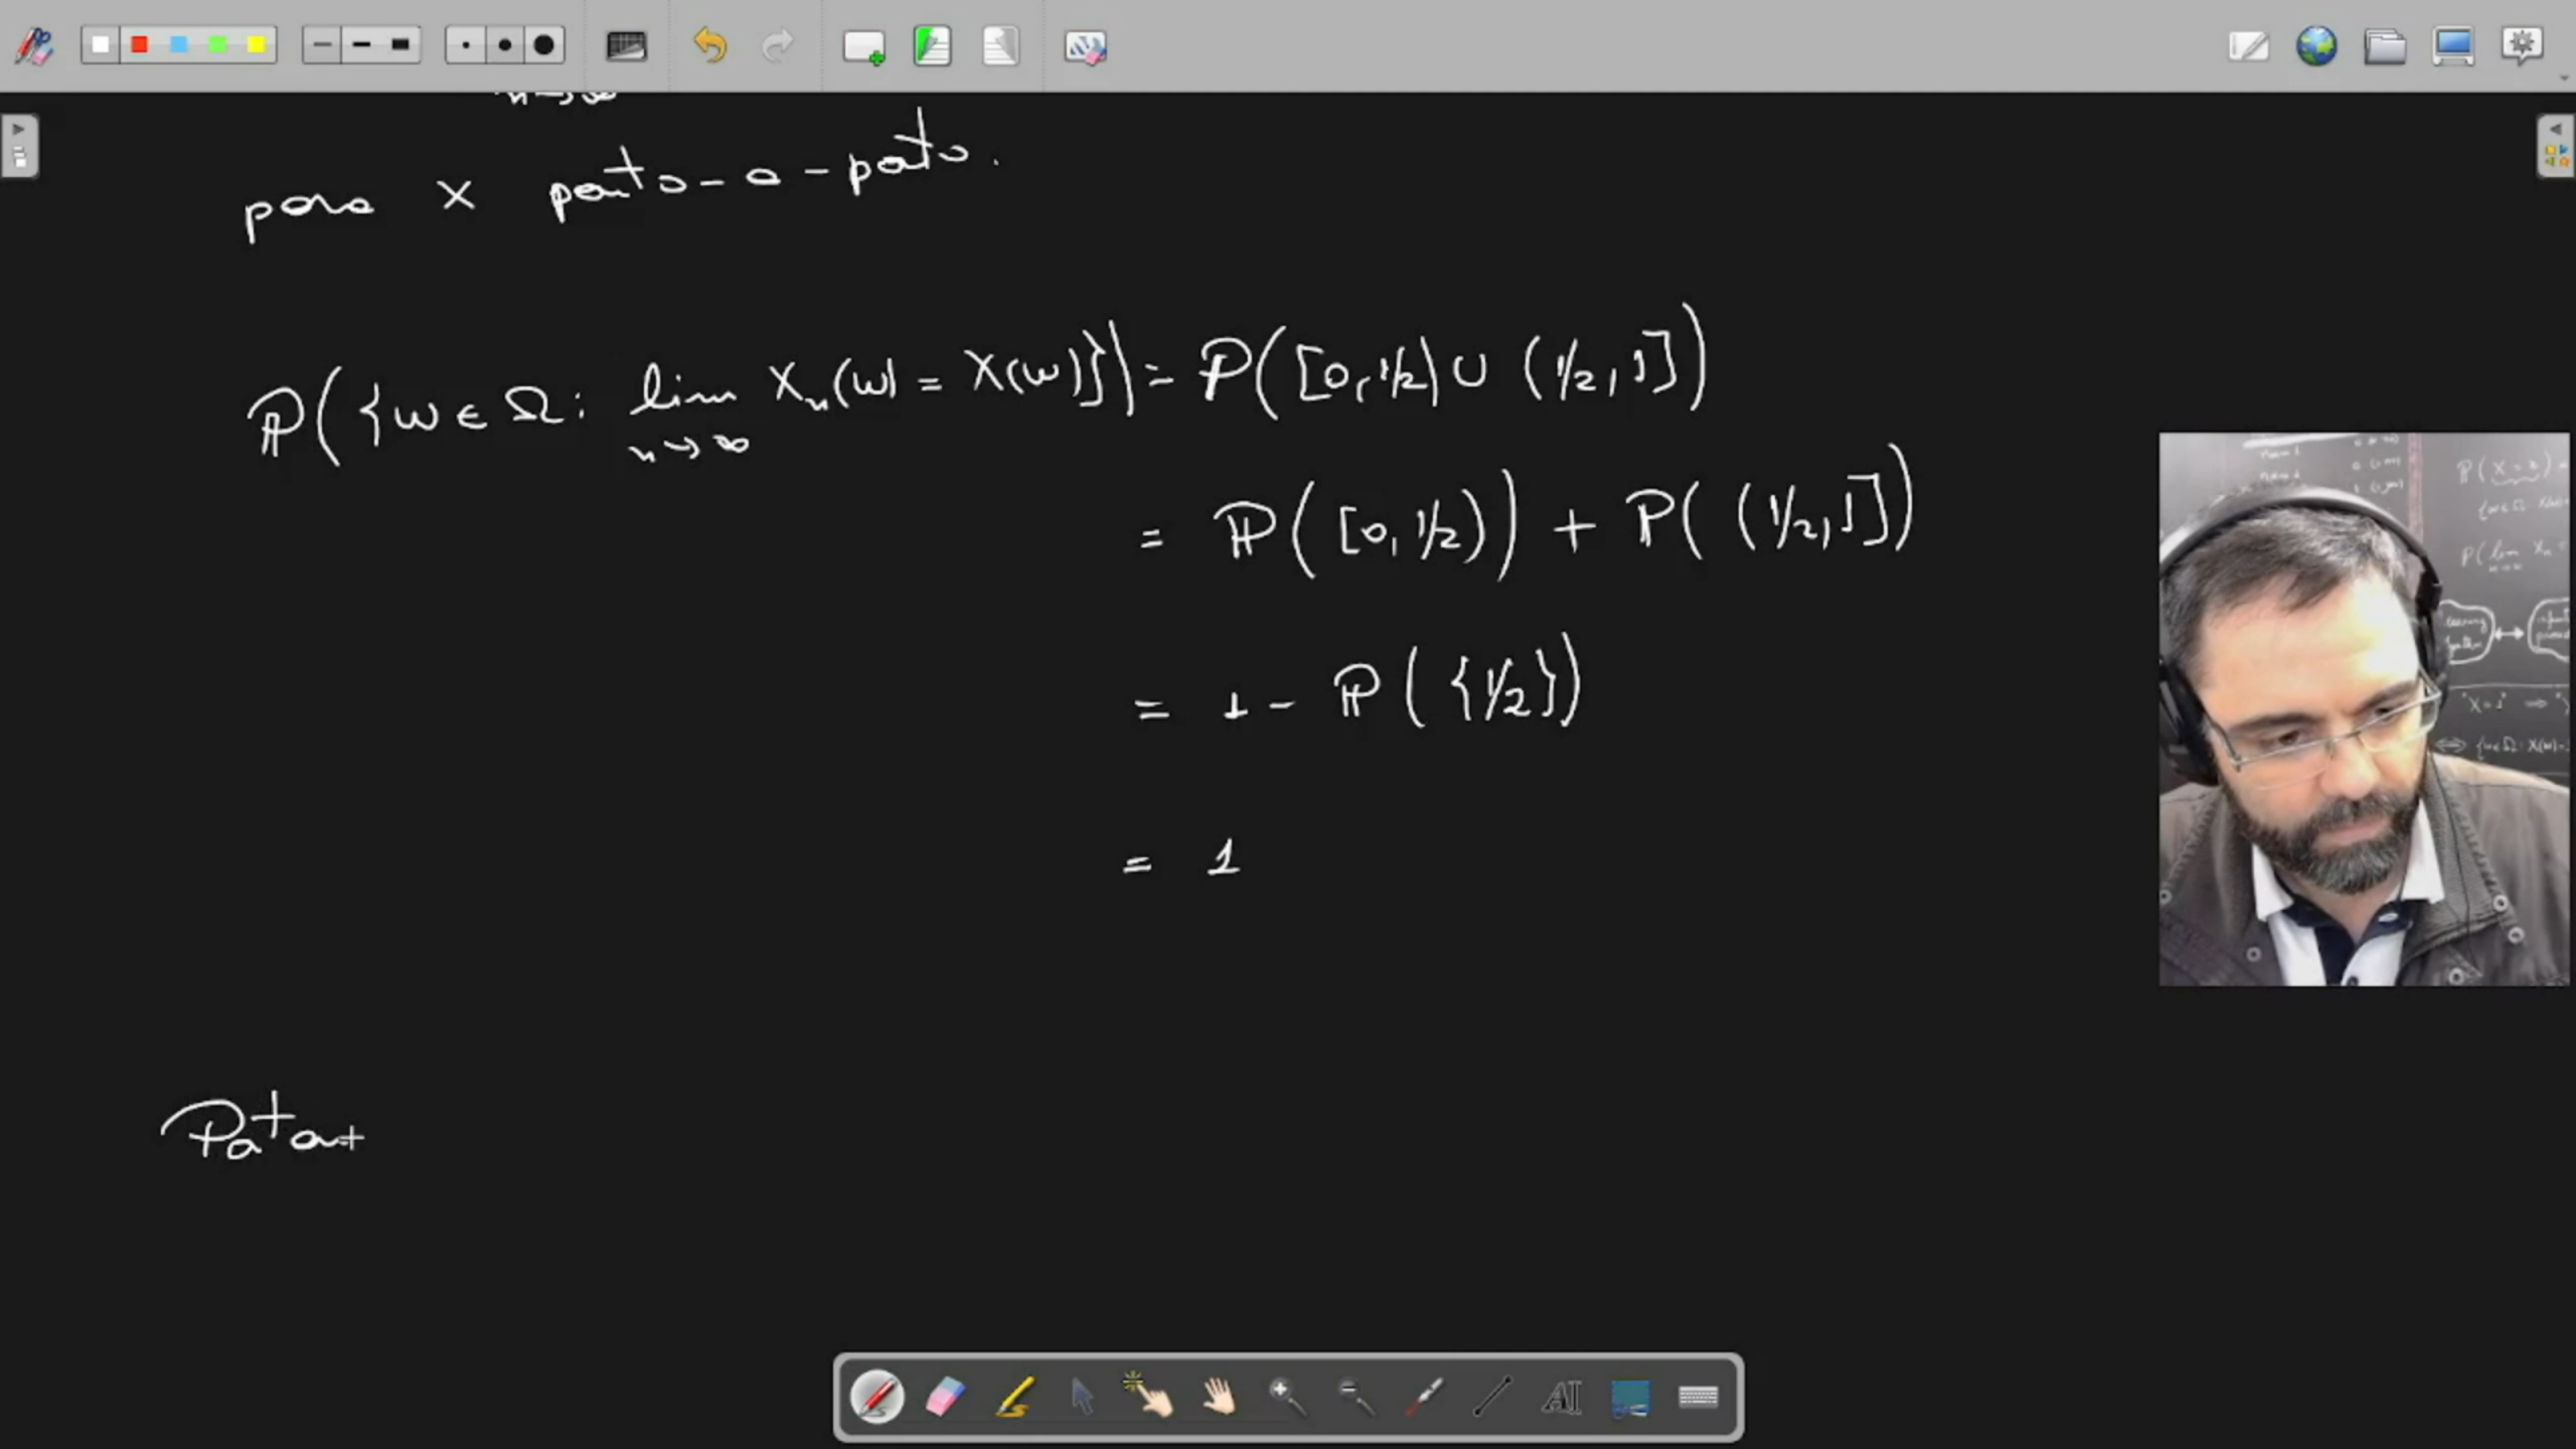 n→∞
para X ponto-a-ponto.
ℙ({ω ∈ Ω: lim X_n(ω) = X(ω)}) = ℙ([0, 1/2) ∪ (1/2, 1])
n→∞
= ℙ([0, 1/2)) + ℙ((1/2, 1])
= 1 - ℙ({1/2})
= 1